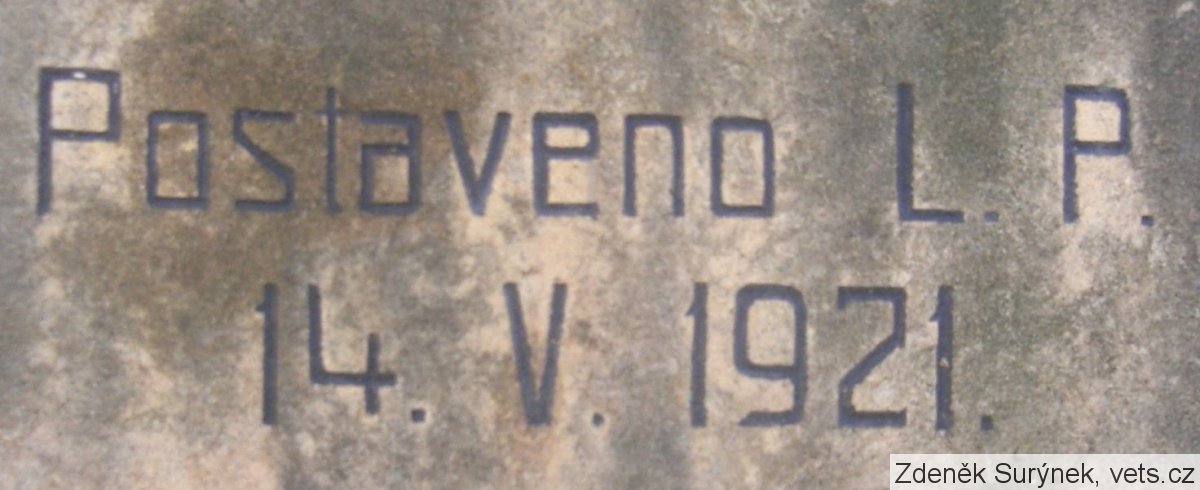 Postaveno L. P.
14. V. 1921.
Zdeněk Surýnek, vets.cz